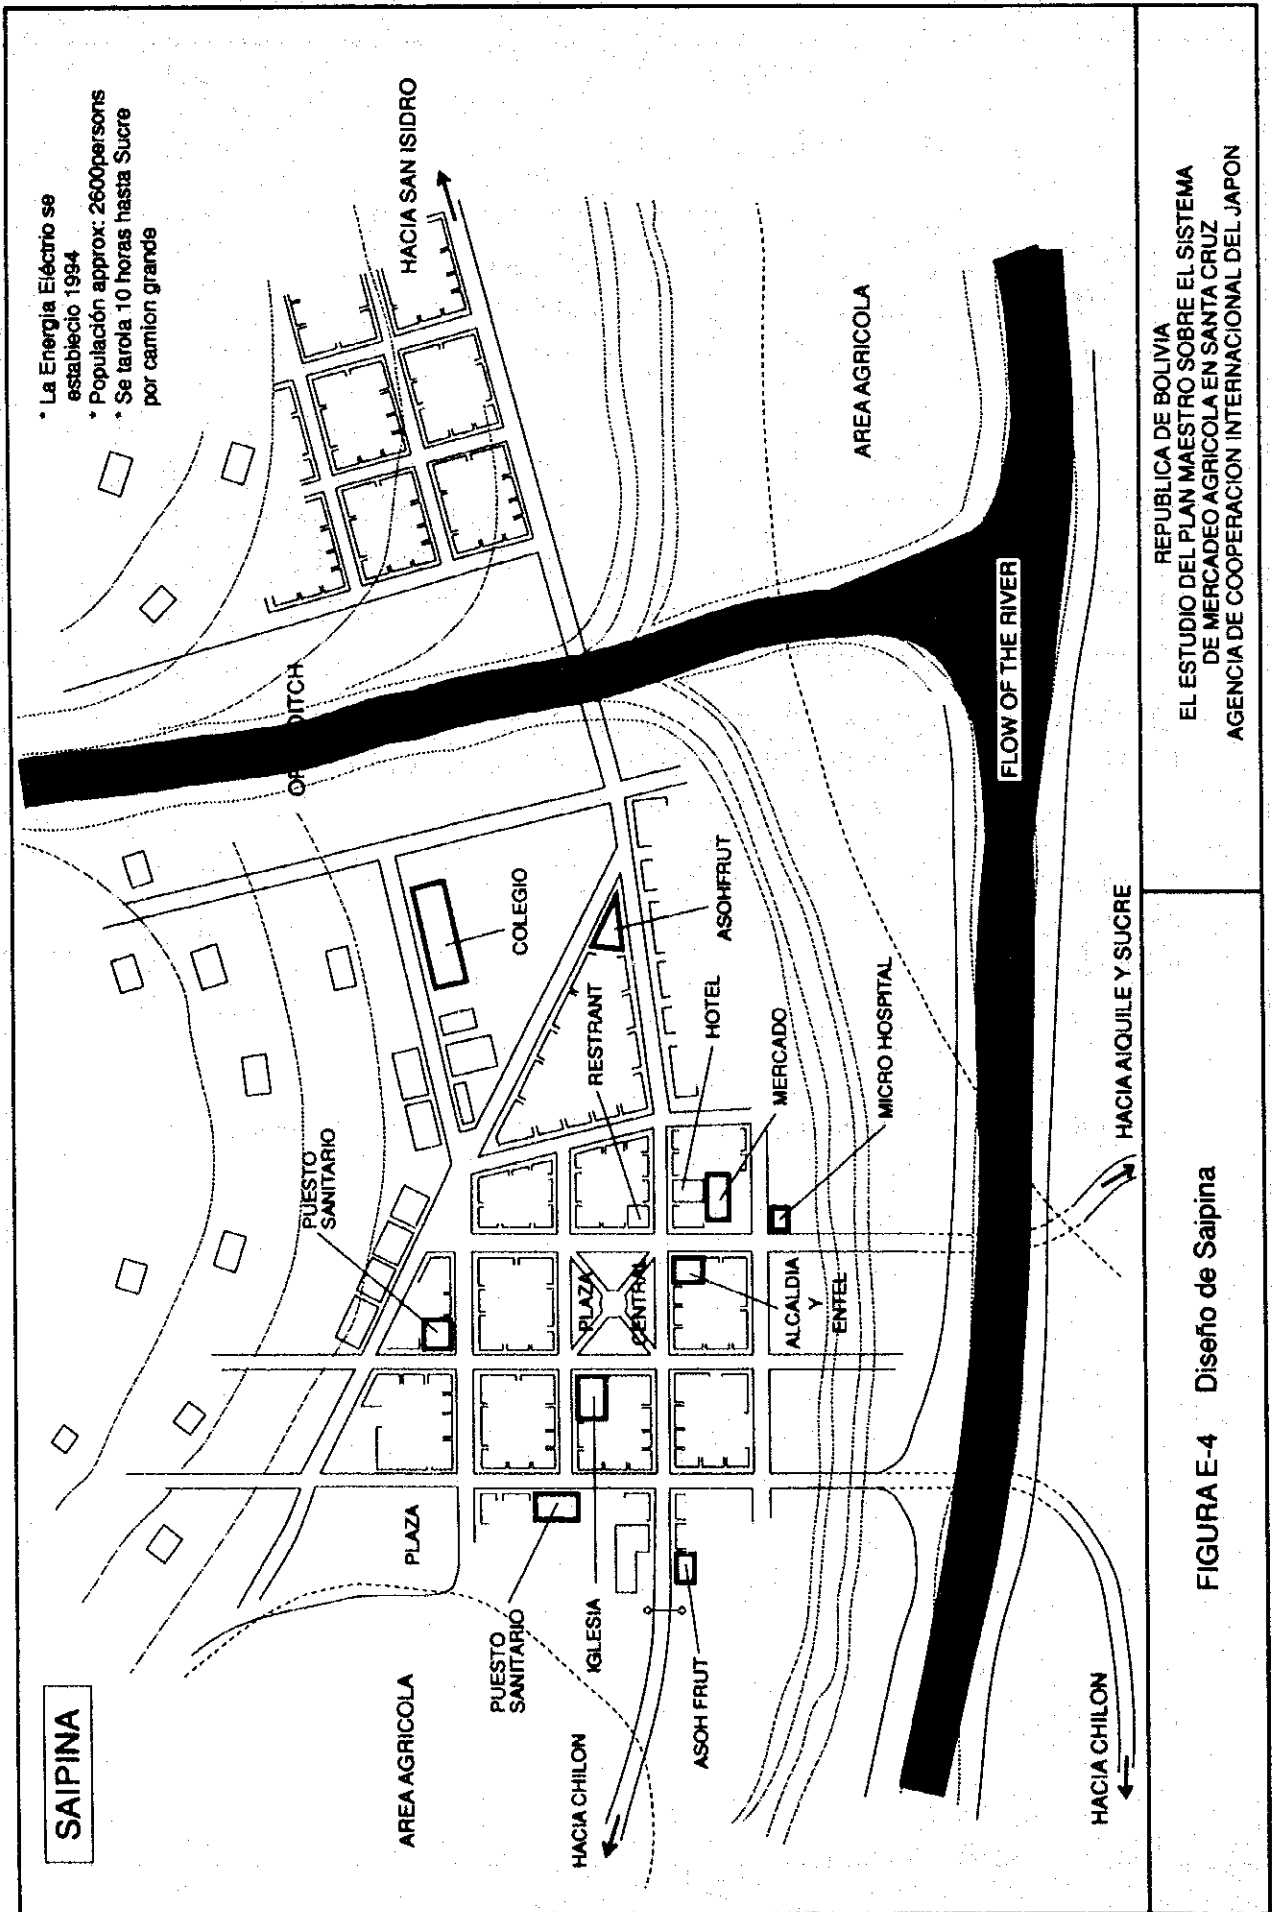 SAIPINA
* La Energia Eléctrio se
establecio 1994
* Populación approx: 2600persons
* Se tarola 10 horas hasta Sucre
por camion grande
HACIA SAN ISIDRO
DITCH
COLEGIO
PUESTO
SANITARIO
RESTRANT
ASOHFRUT
HOTEL
MERCADO
MICRO HOSPITAL
AREA AGRICOLA
PLAZA
CENTRAL
ALCALDIA
Y
ENTEL
PLAZA
PUESTO
SANITARIO
IGLESIA
ASOH FRUT
AREA AGRICOLA
HACIA CHILON
FLOW OF THE RIVER
HACIA AIQUILE Y SUCRE
HACIA CHILON
FIGURA E-4 Diseño de Saipina
REPUBLICA DE BOLIVIA
EL ESTUDIO DEL PLAN MAESTRO SOBRE EL SISTEMA
DE MERCADEO AGRICOLA EN SANTA CRUZ
AGENCIA DE COOPERACION INTERNACIONAL DEL JAPON